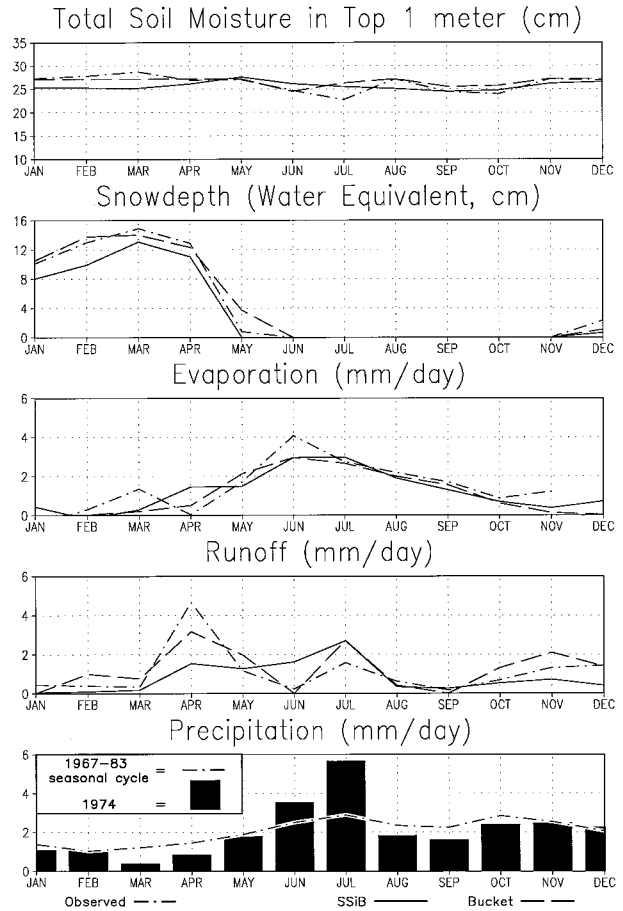 Total Soil Moisture in Top 1 meter (cm)
35
30
25
20
15
10
JAN FEB MAR APR MAY JUN JUL AUG SEP OCT NOV DEC
Snowdepth (Water Equivalent, cm)
16
12
8
4
0
JAN FEB MAR APR MAY JUN JUL AUG SEP OCT NOV DEC
Evaporation (mm/day)
6
4
2
0
JAN FEB MAR APR MAY JUN JUL AUG SEP OCT NOV DEC
Runoff (mm/day)
6
4
2
0
JAN FEB MAR APR MAY JUN JUL AUG SEP OCT NOV DEC
Precipitation (mm/day)
6
4
2
0
1967-83
seasonal cycle =
1974 =
JAN FEB MAR APR MAY JUN JUL AUG SEP OCT NOV DEC
Observed SSiB Bucket